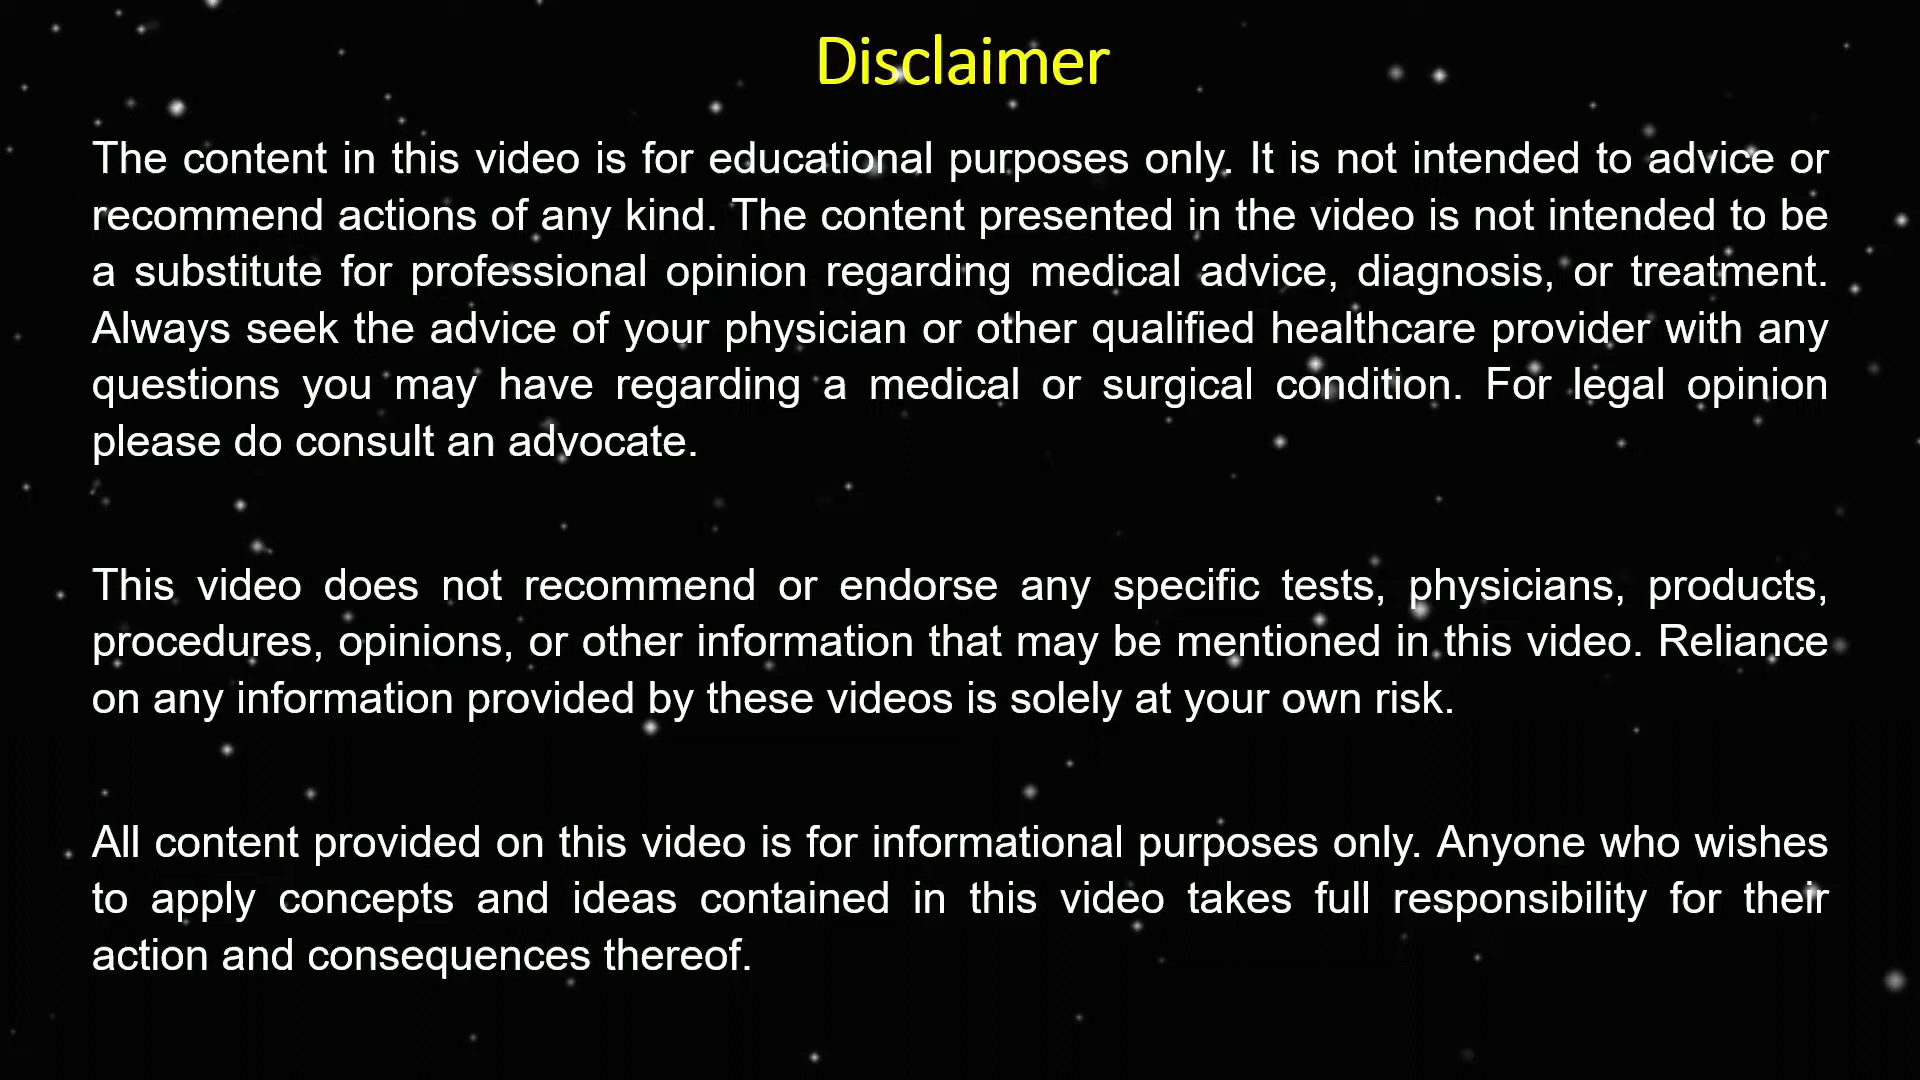 Disclaimer
The content in this video is for educational purposes only. It is not intended to advice or
recommend actions of any kind. The content presented in the video is not intended to be
a substitute for professional opinion regarding medical advice, diagnosis, or treatment.
Always seek the advice of your physician or other qualified healthcare provider with any
questions you may have regarding a medical or surgical condition. For legal opinion
please do consult an advocate.
This video does not recommend or endorse any specific tests, physicians, products,
procedures, opinions, or other information that may be mentioned in this video. Reliance
on any information provided by these videos is solely at your own risk.
All content provided on this video is for informational purposes only. Anyone who wishes
to apply concepts and ideas contained in this video takes full responsibility for their
action and consequences thereof.